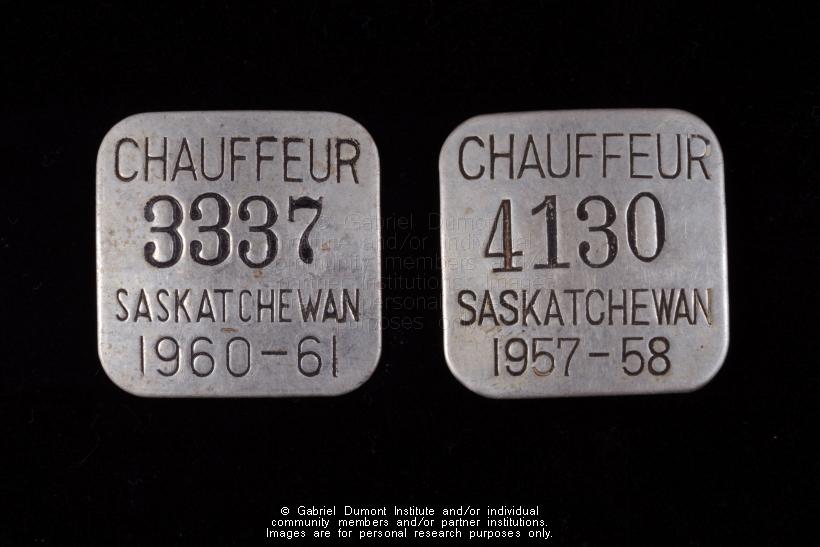 CHAUFFEUR
3337
SASKATCHEWAN
1960-61
CHAUFFEUR
4130
SASKATCHEWAN
1957-58
© Gabriel Dumont Institute and/or individual
community members and/or partner institutions.
Images are for personal research purposes only.